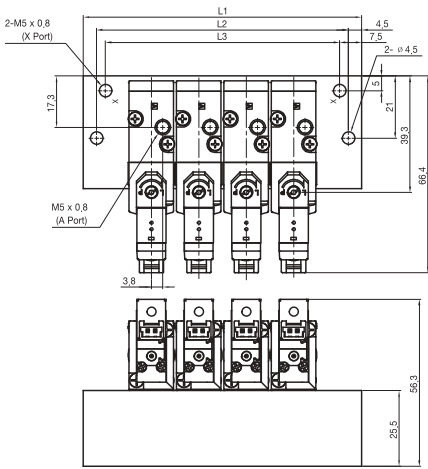 L1
2-M5 x 0,8
(X Port)
L2
4,5
L3
7,5
2- ø 4,5
X
X
5
17,3
21
39,3
66,4
M5 x 0,8
(A Port)
3,8
56,3
25,5